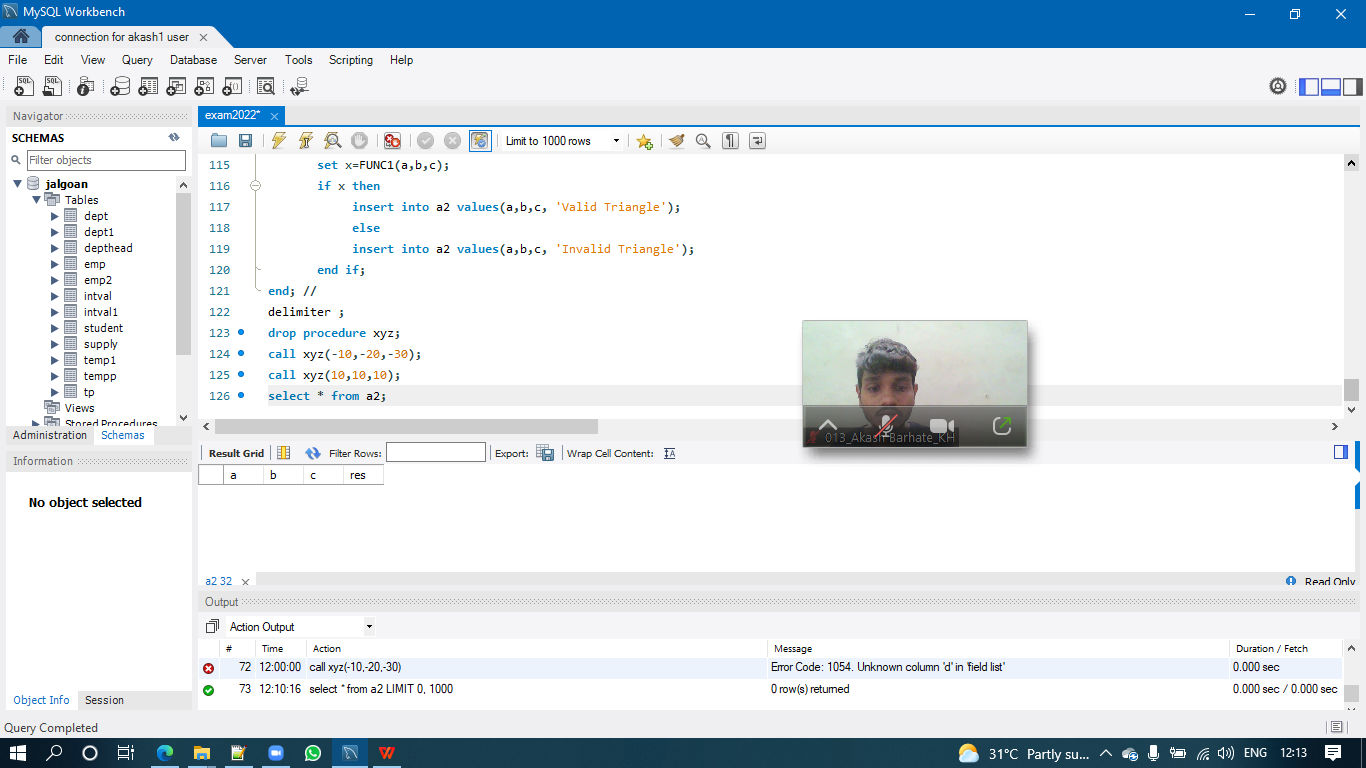 MySQL Workbench
connection for akash1 user
File Edit View Query Database Server Tools Scripting Help
Navigator
SCHEMAS
Filter objects
jalgoan
Tables
dept
dept1
depthead
emp
emp2
intval
intval1
student
supply
temp1
tempp
tp
Views
Stored Procedures
Administration Schemas
Information
No object selected
Object Info Session
exam2022*
Limit to 1000 rows
115 set x=FUNC1(a,b,c);
116 if x then
117 insert into a2 values(a,b,c, 'Valid Triangle');
118 else
119 insert into a2 values(a,b,c, 'Invalid Triangle');
120 end if;
121 end; //
122 delimiter ;
123 drop procedure xyz;
124 call xyz(-10,-20,-30);
125 call xyz(10,10,10);
126 select * from a2;
013_Akash Barhate_KH
Result Grid Filter Rows: Export: Wrap Cell Content:
a b c res
a2 32 Read Only
Output
Action Output
# Time Action Message Duration / Fetch
72 12:00:00 call xyz(-10,-20,-30) Error Code: 1054. Unknown column 'd' in 'field list' 0.000 sec
73 12:10:16 select * from a2 LIMIT 0, 1000 0 row(s) returned 0.000 sec / 0.000 sec
Query Completed
31°C Partly su... ENG 12:13